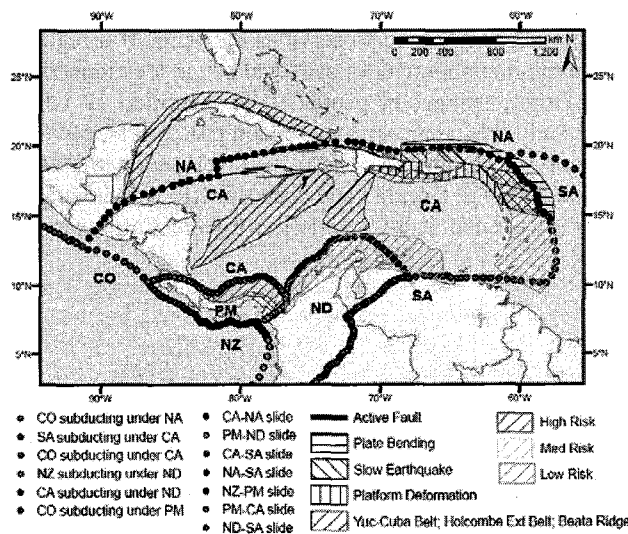 90°W 80°W 70°W 60°W
km N
0 200 400 800 1,200
25°N 25°N
20°N 20°N
15°N 15°N
10°N 10°N
5°N 5°N
NA
NA
CA
SA
CA
CO
CA
PM
ND
SA
NZ
90°W 80°W 70°W 60°W
CO subducting under NA
SA subducting under CA
CO subducting under CA
NZ subducting under ND
CA subducting under ND
CO subducting under PM
CA-NA slide
PM-ND slide
CA-SA slide
NA-SA slide
NZ-PM slide
PM-CA slide
ND-SA slide
Active Fault
Plate Bending
Slow Earthquake
Platform Deformation
Yuc-Cuba Belt; Holcombe Ext Belt; Beata Ridge
High Risk
Med Risk
Low Risk